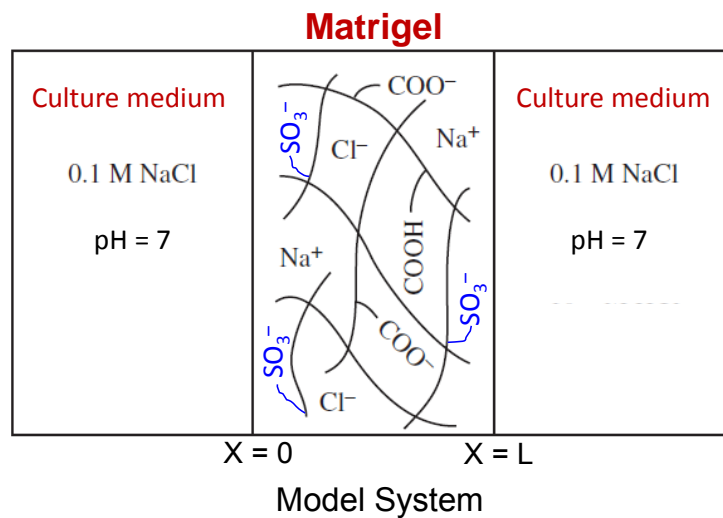 Matrigel
Culture medium
0.1 M NaCl
pH = 7
COO⁻
SO₃⁻
Cl⁻
Na⁺
COOH
Na⁺
SO₃⁻
COO⁻
SO₃⁻
Cl⁻
Culture medium
0.1 M NaCl
pH = 7
X = 0
X = L
Model System